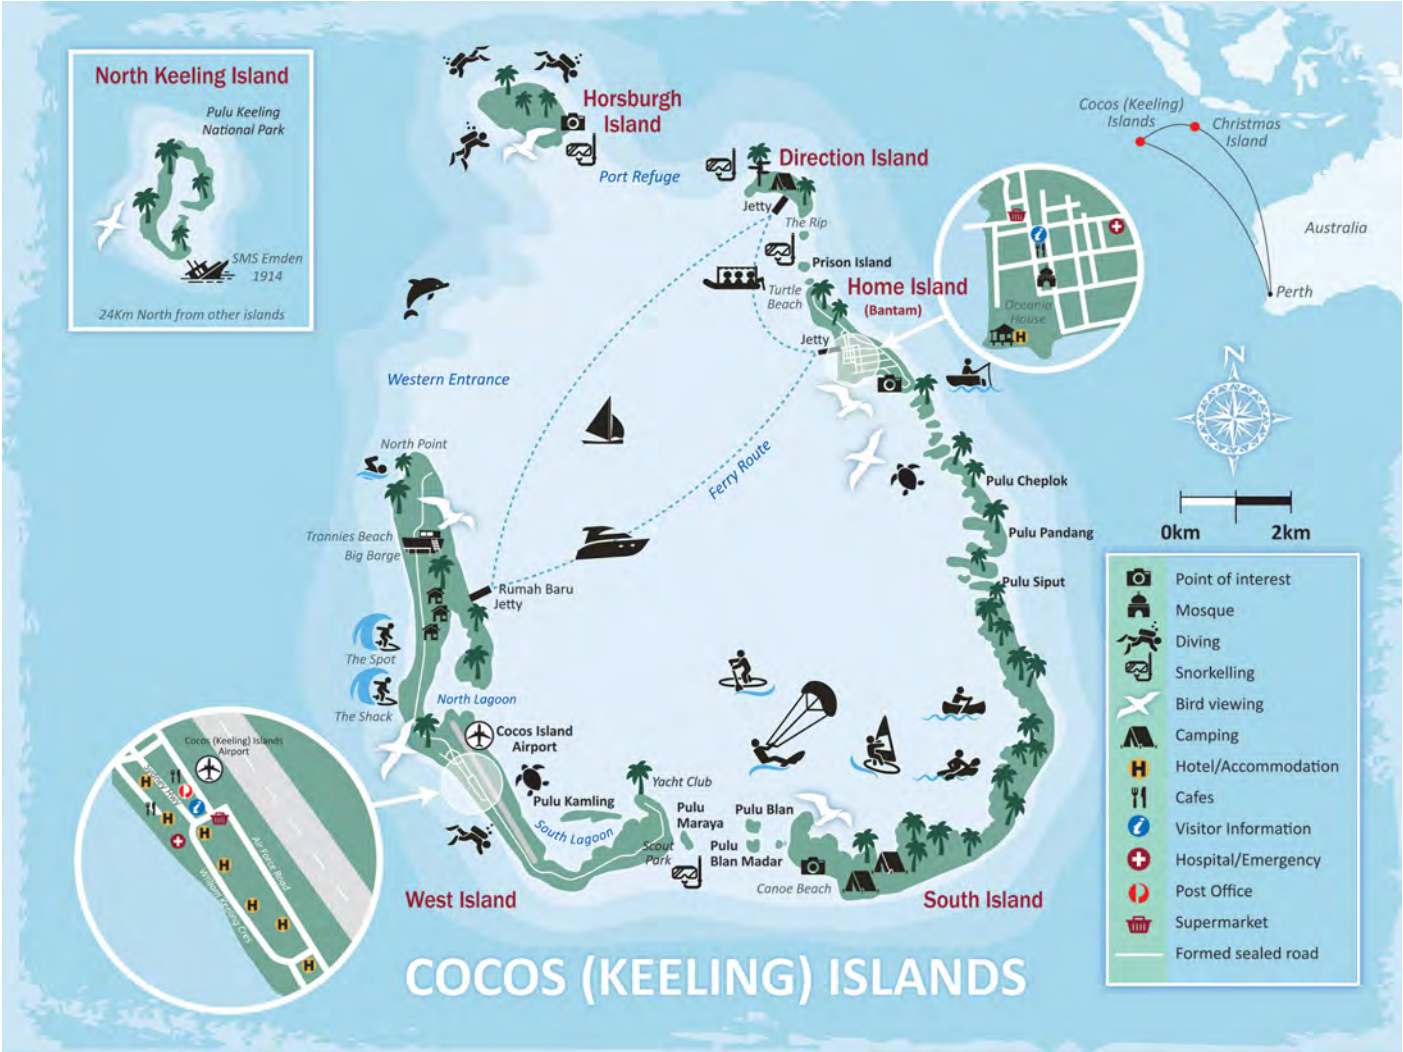 North Keeling Island
Pulu Keeling
National Park
SMS Emden
1914
24Km North from other islands
Horsburgh
Island
Port Refuge
Direction Island
Jetty
The Rip
Prison Island
Turtle
Beach
Home Island
(Bantam)
Jetty
Oceania
House
H
Cocos (Keeling)
Islands
Christmas
Island
Australia
Perth
N
0km
2km
Western Entrance
Ferry Route
North Point
Trannies Beach
Big Barge
Rumah Baru
Jetty
The Spot
The Shack
North Lagoon
Cocos Island
Airport
Pulu Kamling
South Lagoon
Yacht Club
Scout
Park
Pulu
Maraya
Pulu Blan
Pulu
Blan Madar
Canoe Beach
Pulu Cheplok
Pulu Pandang
Pulu Siput
West Island
South Island
Cocos (Keeling) Islands
Airport
Sydney Hwy
Air Force Road
William Keeling Cres
H
H
H
H
H
H
H
COCOS (KEELING) ISLANDS
Point of interest
Mosque
Diving
Snorkelling
Bird viewing
Camping
H Hotel/Accommodation
Cafes
i Visitor Information
Hospital/Emergency
Post Office
Supermarket
Formed sealed road